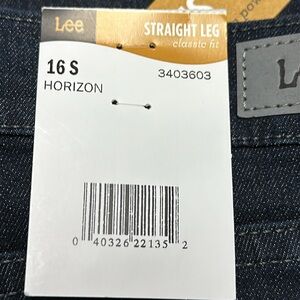 Lee
STRAIGHT LEG
classic fit
16 S
3403603
HORIZON
0 40326 22135 2